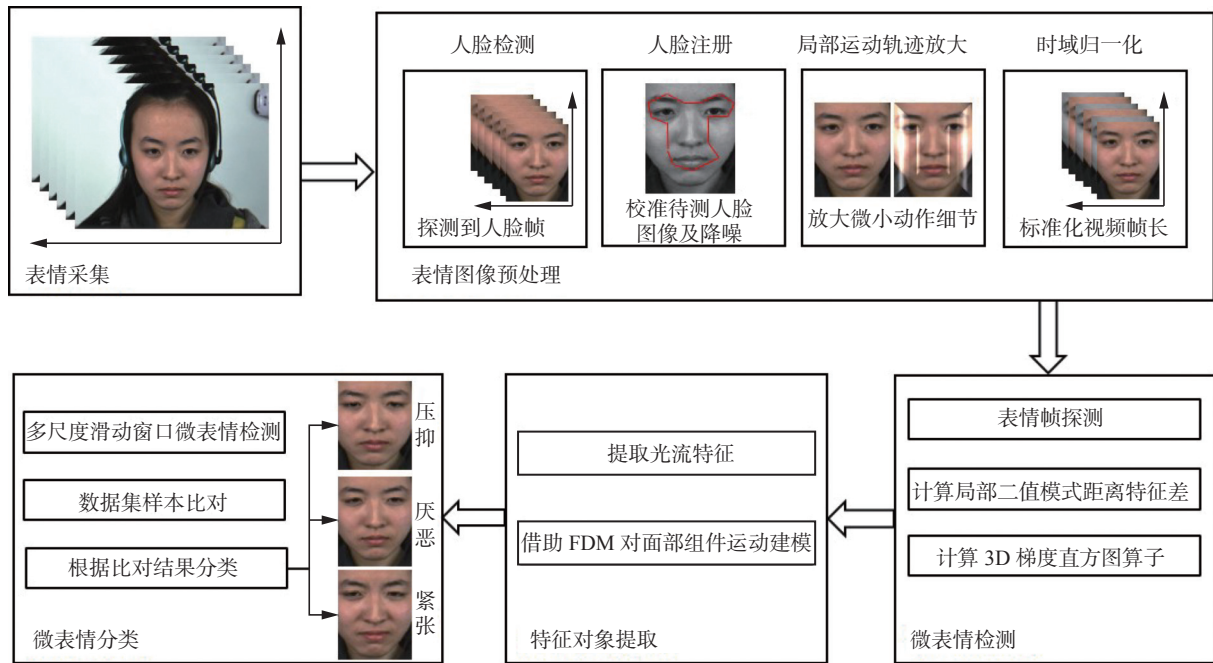 人脸检测
人脸注册
局部运动轨迹放大
时域归一化
探测到人脸帧
校准待测人脸
图像及降噪
放大微小动作细节
标准化视频帧长
表情采集
表情图像预处理
多尺度滑动窗口微表情检测
数据集样本比对
根据比对结果分类
压
抑
厌
恶
紧
张
微表情分类
提取光流特征
借助 FDM 对面部组件运动建模
特征对象提取
表情帧探测
计算局部二值模式距离特征差
计算 3D 梯度直方图算子
微表情检测